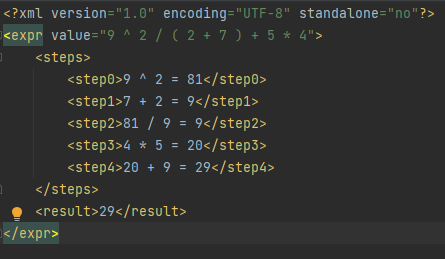 <?xml version="1.0" encoding="UTF-8" standalone="no"?>
<expr value="9 ^ 2 / ( 2 + 7 ) + 5 * 4">
    <steps>
        <step0>9 ^ 2 = 81</step0>
        <step1>7 + 2 = 9</step1>
        <step2>81 / 9 = 9</step2>
        <step3>4 * 5 = 20</step3>
        <step4>20 + 9 = 29</step4>
    </steps>
    <result>29</result>
</expr>